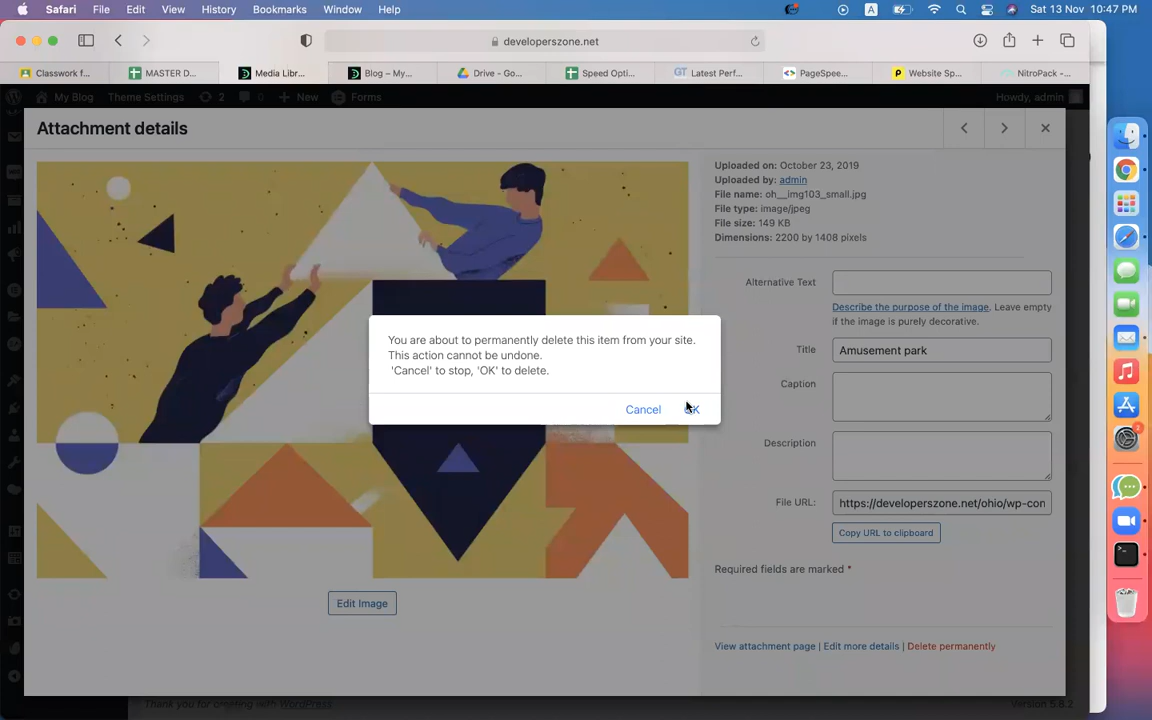 Safari File Edit View History Bookmarks Window Help
A Sat 13 Nov 10:47 PM
developerszone.net
Classwork f... MASTER D... Media Libr... Blog – My... Drive – Go... Speed Opti... GT Latest Perf... PageSpee... Website Sp... NitroPack -...
My Blog Theme Settings 2 0 New Forms Howdy, admin
Attachment details
Uploaded on: October 23, 2019
Uploaded by: admin
File name: oh__img103_small.jpg
File type: image/jpeg
File size: 149 KB
Dimensions: 2200 by 1408 pixels
Alternative Text
Describe the purpose of the image. Leave empty
if the image is purely decorative.
Title Amusement park
Caption
Description
File URL: https://developerszone.net/ohio/wp-con
Copy URL to clipboard
Required fields are marked *
You are about to permanently delete this item from your site.
This action cannot be undone.
'Cancel' to stop, 'OK' to delete.
Cancel OK
Edit Image
View attachment page | Edit more details | Delete permanently
Thank you for creating with WordPress Version 5.8.2
2